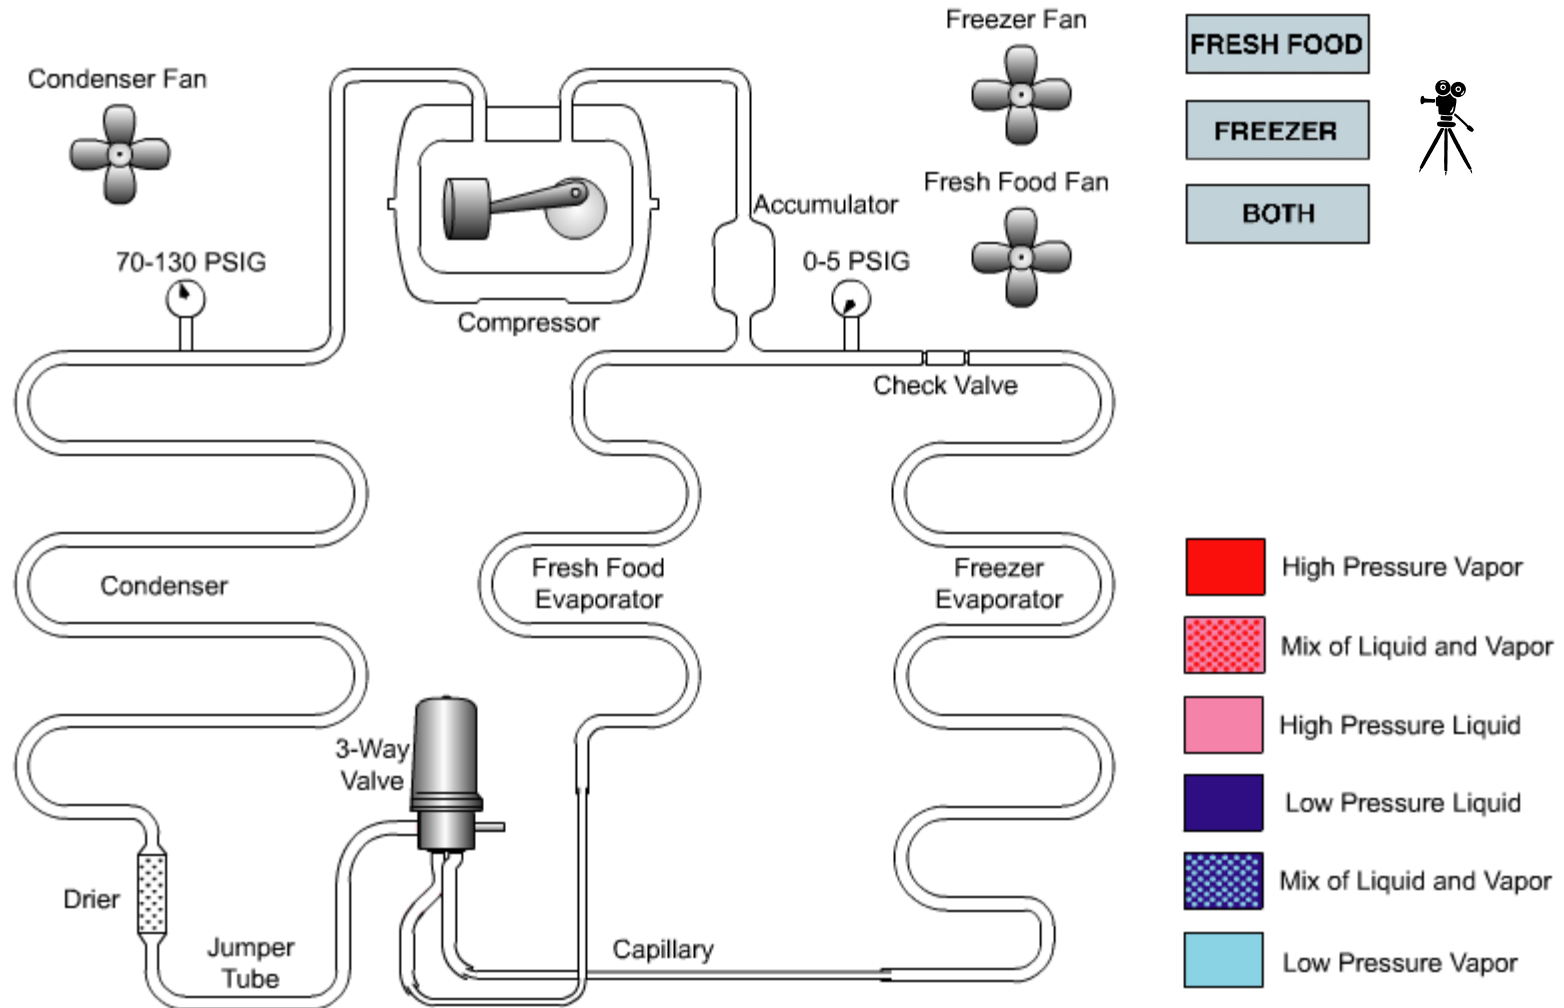 Freezer Fan
FRESH FOOD
Condenser Fan
FREEZER
Fresh Food Fan
BOTH
Accumulator
70-130 PSIG
0-5 PSIG
Compressor
Check Valve
Condenser
Fresh Food
Evaporator
Freezer
Evaporator
High Pressure Vapor
Mix of Liquid and Vapor
High Pressure Liquid
3-Way
Valve
Low Pressure Liquid
Mix of Liquid and Vapor
Drier
Jumper
Tube
Capillary
Low Pressure Vapor